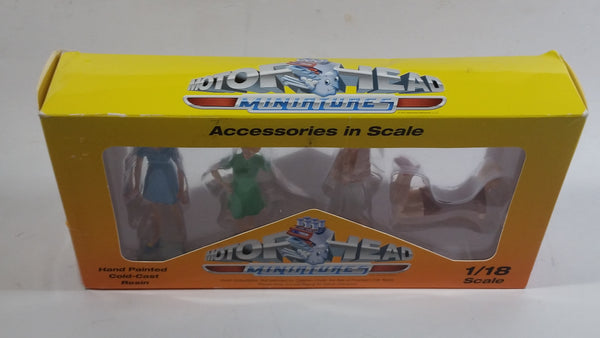 MOTOR HEAD
MINIATURES
Accessories in Scale
MOTOR HEAD
MINIATURES
Hand Painted
Cold-Cast
Resin
1/18
Scale